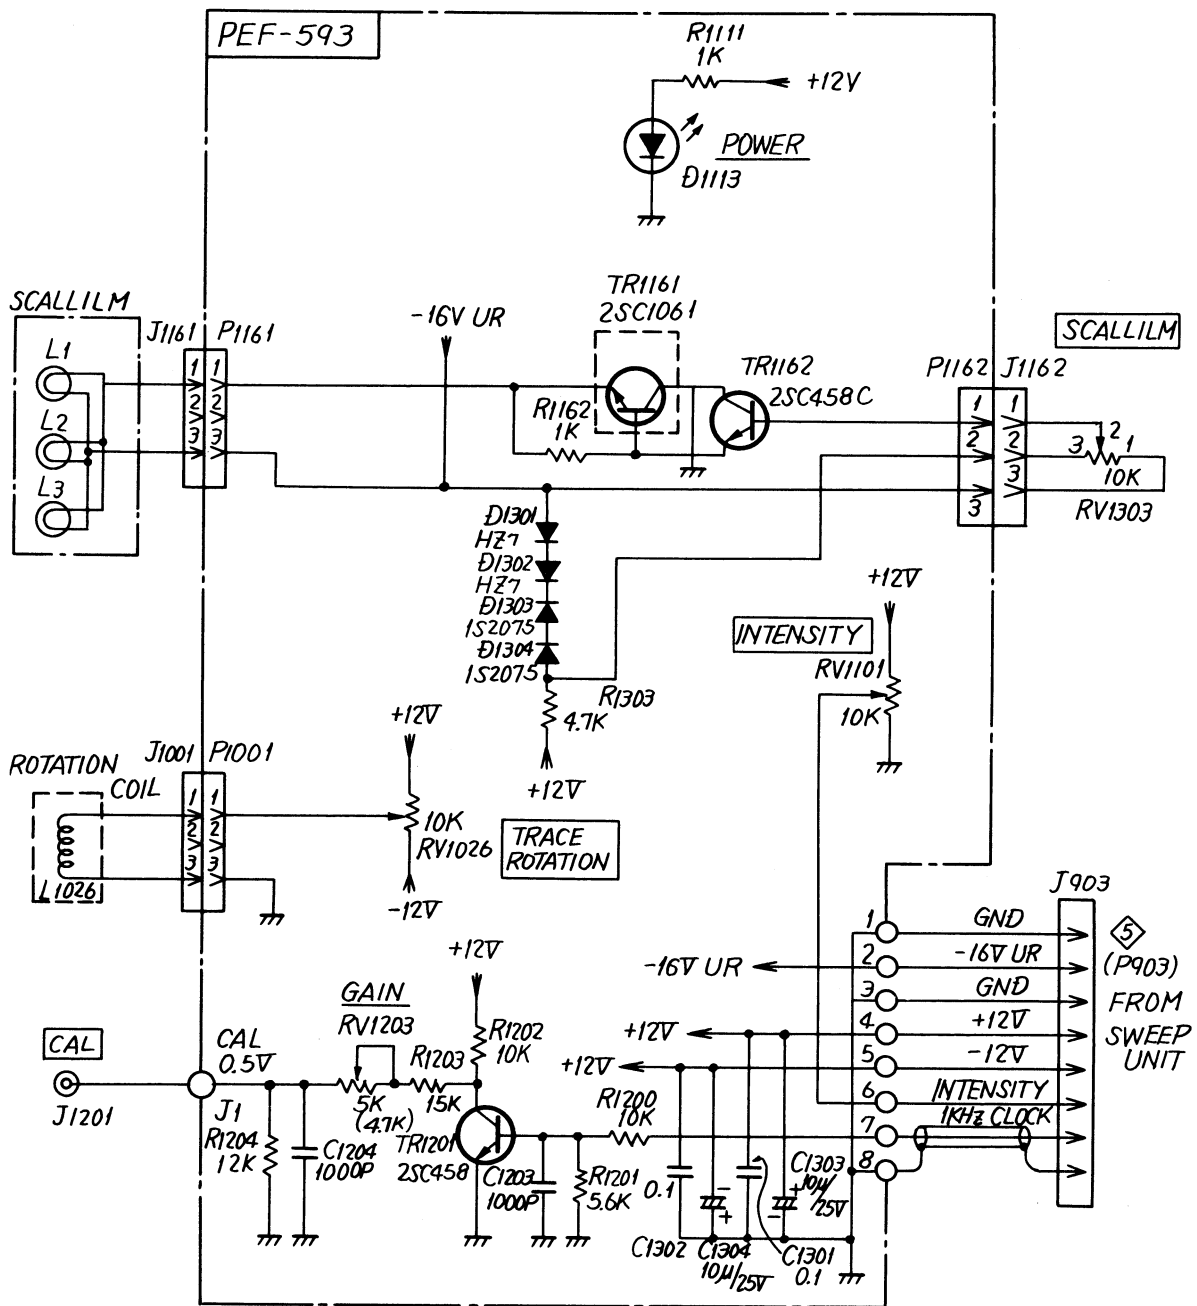 PEF-593
R1111
1K
+12V
POWER
D1113
SCALLILM
L1
L2
L3
J1161 P1161
1 1
2 2
3 3
-16V UR
TR1161
2SC1061
R1162
1K
TR1162
2SC458C
P1162 J1162
1 1
2 2
3 3
SCALLILM
3 2 1
10K
RV1303
D1301
HZ7
D1302
HZ7
D1303
1S2075
D1304
1S2075
R1303
4.7K
+12V
INTENSITY
+12V
RV1101
10K
ROTATION
COIL
L1026
J1001 P1001
1 1
2 2
3 3
+12V
10K
RV1026
-12V
TRACE
ROTATION
CAL
J1201
CAL
0.5V
J1
R1204
12K
C1204
1000P
GAIN
RV1203
5K
(4.7K)
R1203
15K
+12V
R1202
10K
TR1201
2SC458
C1203
1000P
R1201
5.6K
R1200
10K
-16V UR
+12V
+12V
0.1
C1302
- +
C1304
10μ/25V
C1301
0.1
C1303
10μ/25V
+ -
1 GND
2 -16V UR
3 GND
4 +12V
5 -12V
6 INTENSITY
7 1KHZ CLOCK
8
J903
5
(P903)
FROM
SWEEP
UNIT